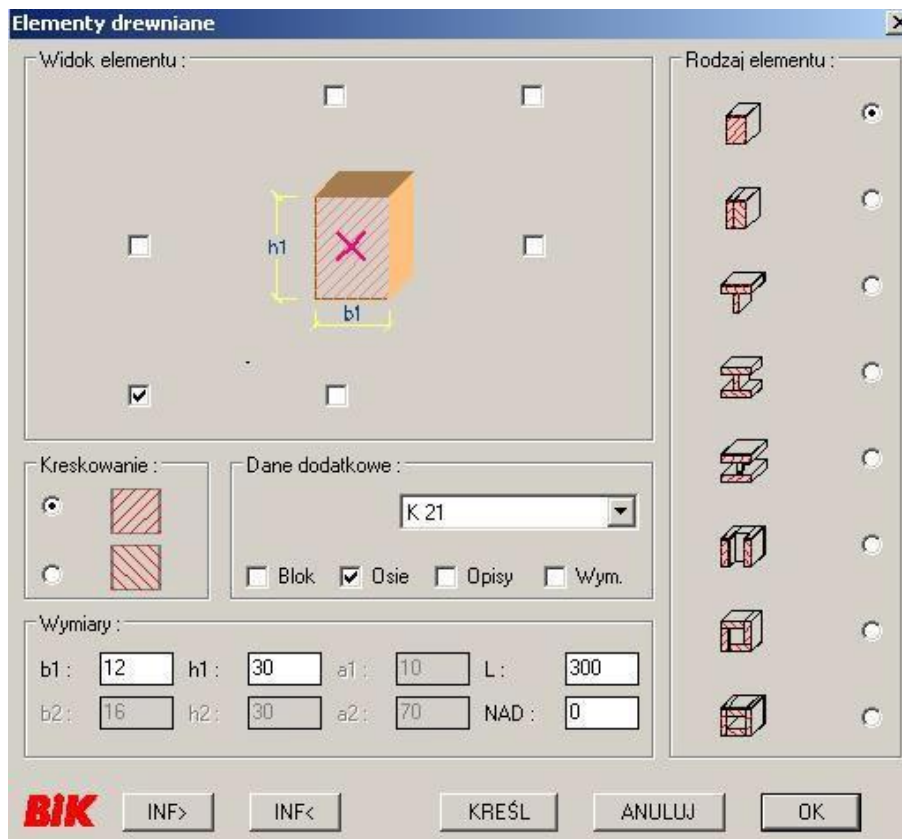 Elementy drewniane
Widok elementu :
Rodzaj elementu :
h1
b1
Kreskowanie :
Dane dodatkowe :
K 21
Blok Osie Opisy Wym.
Wymiary :
b1 : 12 h1 : 30 a1 : 10 L : 300
b2 : 16 h2 : 30 a2 : 70 NAD : 0
BiK INF> INF< KREŚL ANULUJ OK